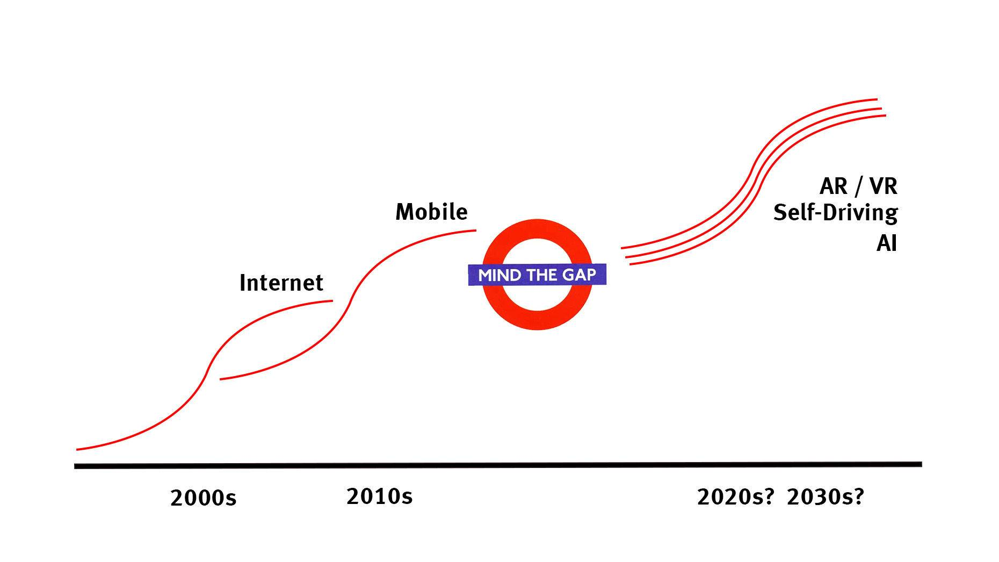 AR / VR
Self-Driving
AI
Mobile
MIND THE GAP
Internet
2000s
2010s
2020s?
2030s?